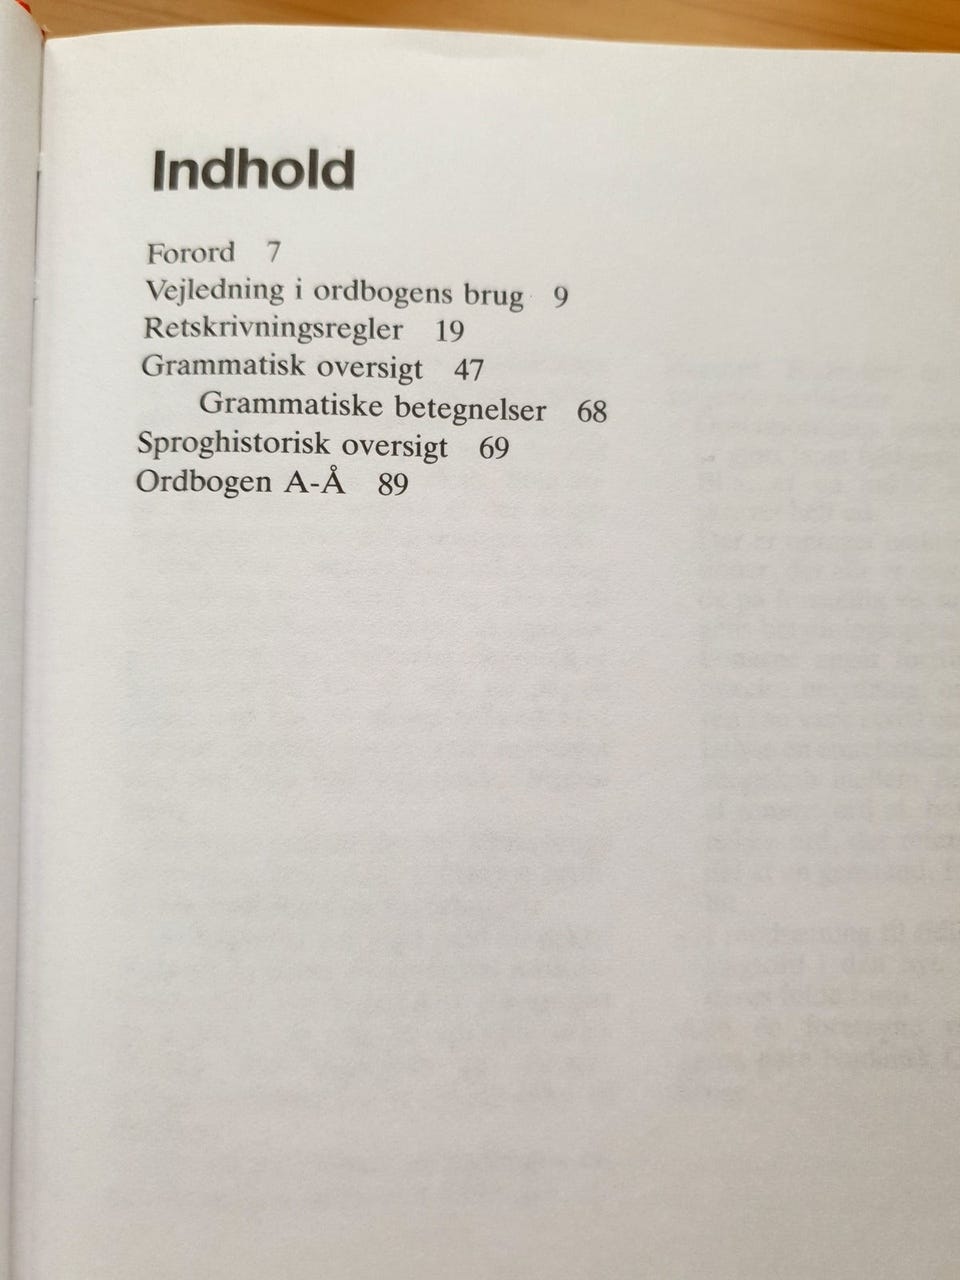 Indhold
Forord 7
Vejledning i ordbogens brug 9
Retskrivningsregler 19
Grammatisk oversigt 47
Grammatiske betegnelser 68
Sproghistorisk oversigt 69
Ordbogen A-Å 89